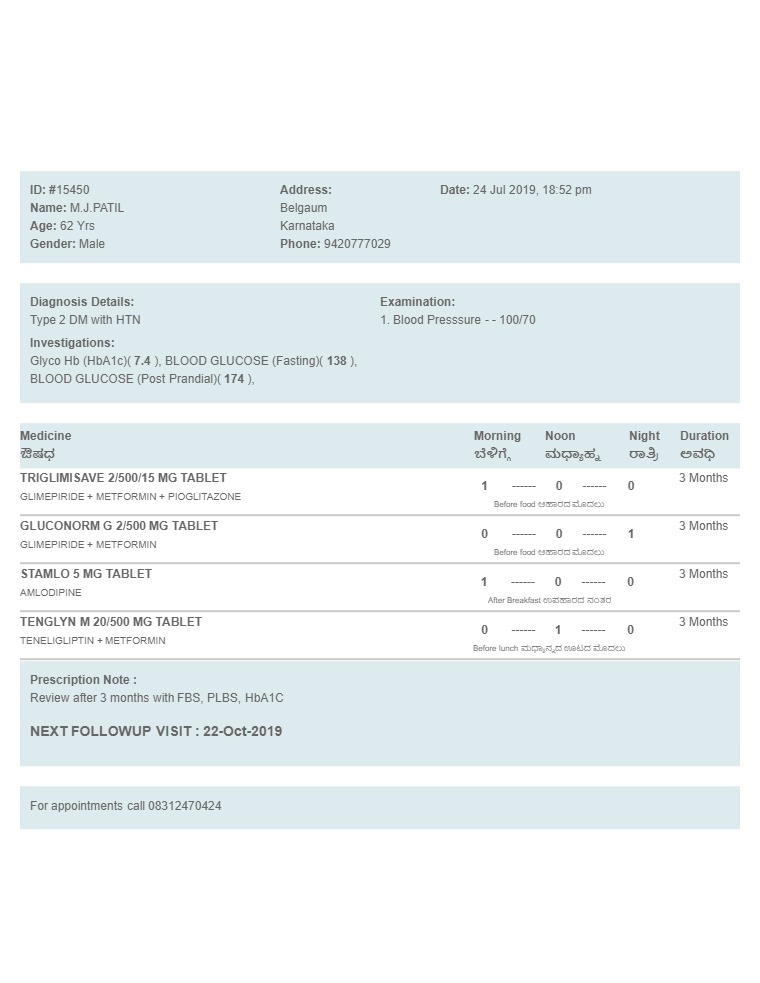 ID: #15450
Name: M.J.PATIL
Age: 62 Yrs
Gender: Male
Address:
Belgaum
Karnataka
Phone: 9420777029
Date: 24 Jul 2019, 18:52 pm
Diagnosis Details:
Type 2 DM with HTN
Examination:
1. Blood Presssure - - 100/70
Investigations:
Glyco Hb (HbA1c)( 7.4 ), BLOOD GLUCOSE (Fasting)( 138 ),
BLOOD GLUCOSE (Post Prandial)( 174 ),
Medicine Morning Noon Night Duration
ಔಷಧ ಬೆಳಿಗ್ಗೆ ಮಧ್ಯಾಹ್ನ ರಾತ್ರಿ ಅವಧಿ
TRIGLIMISAVE 2/500/15 MG TABLET 1 ------ 0 ------ 0 3 Months
GLIMEPIRIDE + METFORMIN + PIOGLITAZONE
Before food ಆಹಾರದ ಮೊದಲು
GLUCONORM G 2/500 MG TABLET 0 ------ 0 ------ 1 3 Months
GLIMEPIRIDE + METFORMIN
Before food ಆಹಾರದ ಮೊದಲು
STAMLO 5 MG TABLET 1 ------ 0 ------ 0 3 Months
AMLODIPINE
After Breakfast ಉಪಹಾರದ ನಂತರ
TENGLYN M 20/500 MG TABLET 0 ------ 1 ------ 0 3 Months
TENELIGLIPTIN + METFORMIN
Before lunch ಮಧ್ಯಾನ್ನದ ಊಟದ ಮೊದಲು
Prescription Note :
Review after 3 months with FBS, PLBS, HbA1C
NEXT FOLLOWUP VISIT : 22-Oct-2019
For appointments call 08312470424